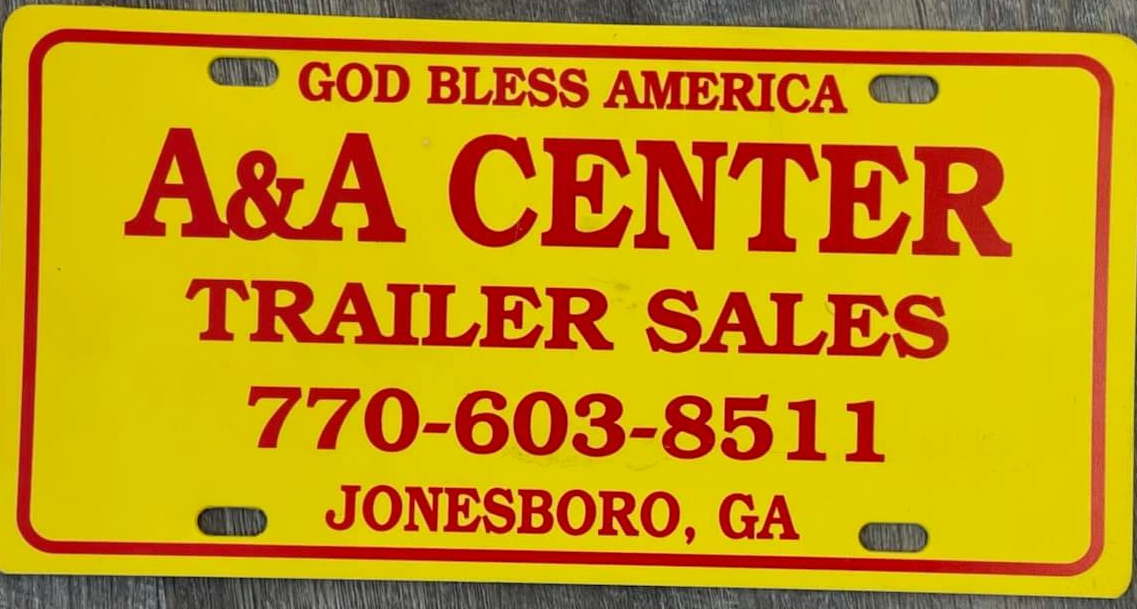 GOD BLESS AMERICA
A&A CENTER
TRAILER SALES
770-603-8511
JONESBORO, GA